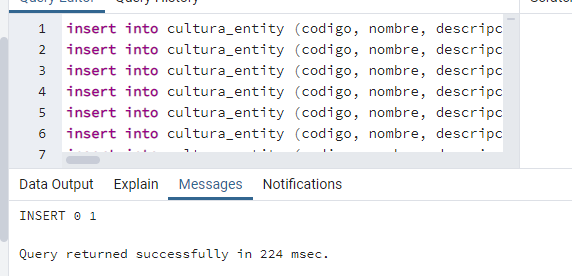 Query Editor Query History
1 insert into cultura_entity (codigo, nombre, descripc
2 insert into cultura_entity (codigo, nombre, descripc
3 insert into cultura_entity (codigo, nombre, descripc
4 insert into cultura_entity (codigo, nombre, descripc
5 insert into cultura_entity (codigo, nombre, descripc
6 insert into cultura_entity (codigo, nombre, descripc
7
Data Output Explain Messages Notifications
INSERT 0 1
Query returned successfully in 224 msec.